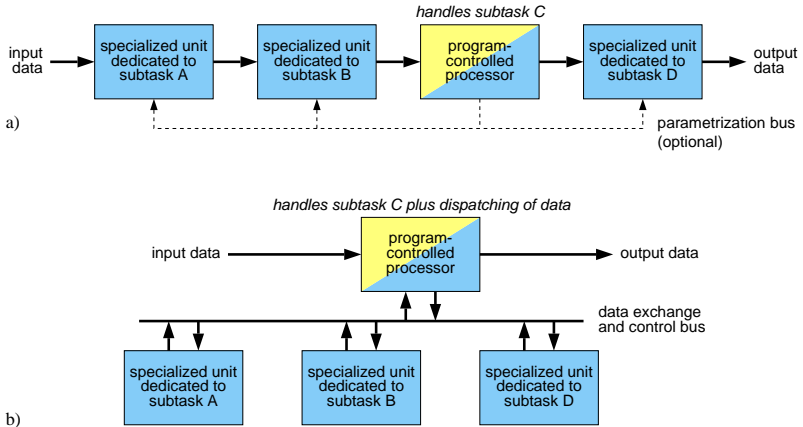 handles subtask C
input
data
specialized unit
dedicated to
subtask A
specialized unit
dedicated to
subtask B
program-
controlled
processor
specialized unit
dedicated to
subtask D
output
data
a)
parametrization bus
(optional)
handles subtask C plus dispatching of data
input data
program-
controlled
processor
output data
data exchange
and control bus
specialized unit
dedicated to
subtask A
specialized unit
dedicated to
subtask B
specialized unit
dedicated to
subtask D
b)